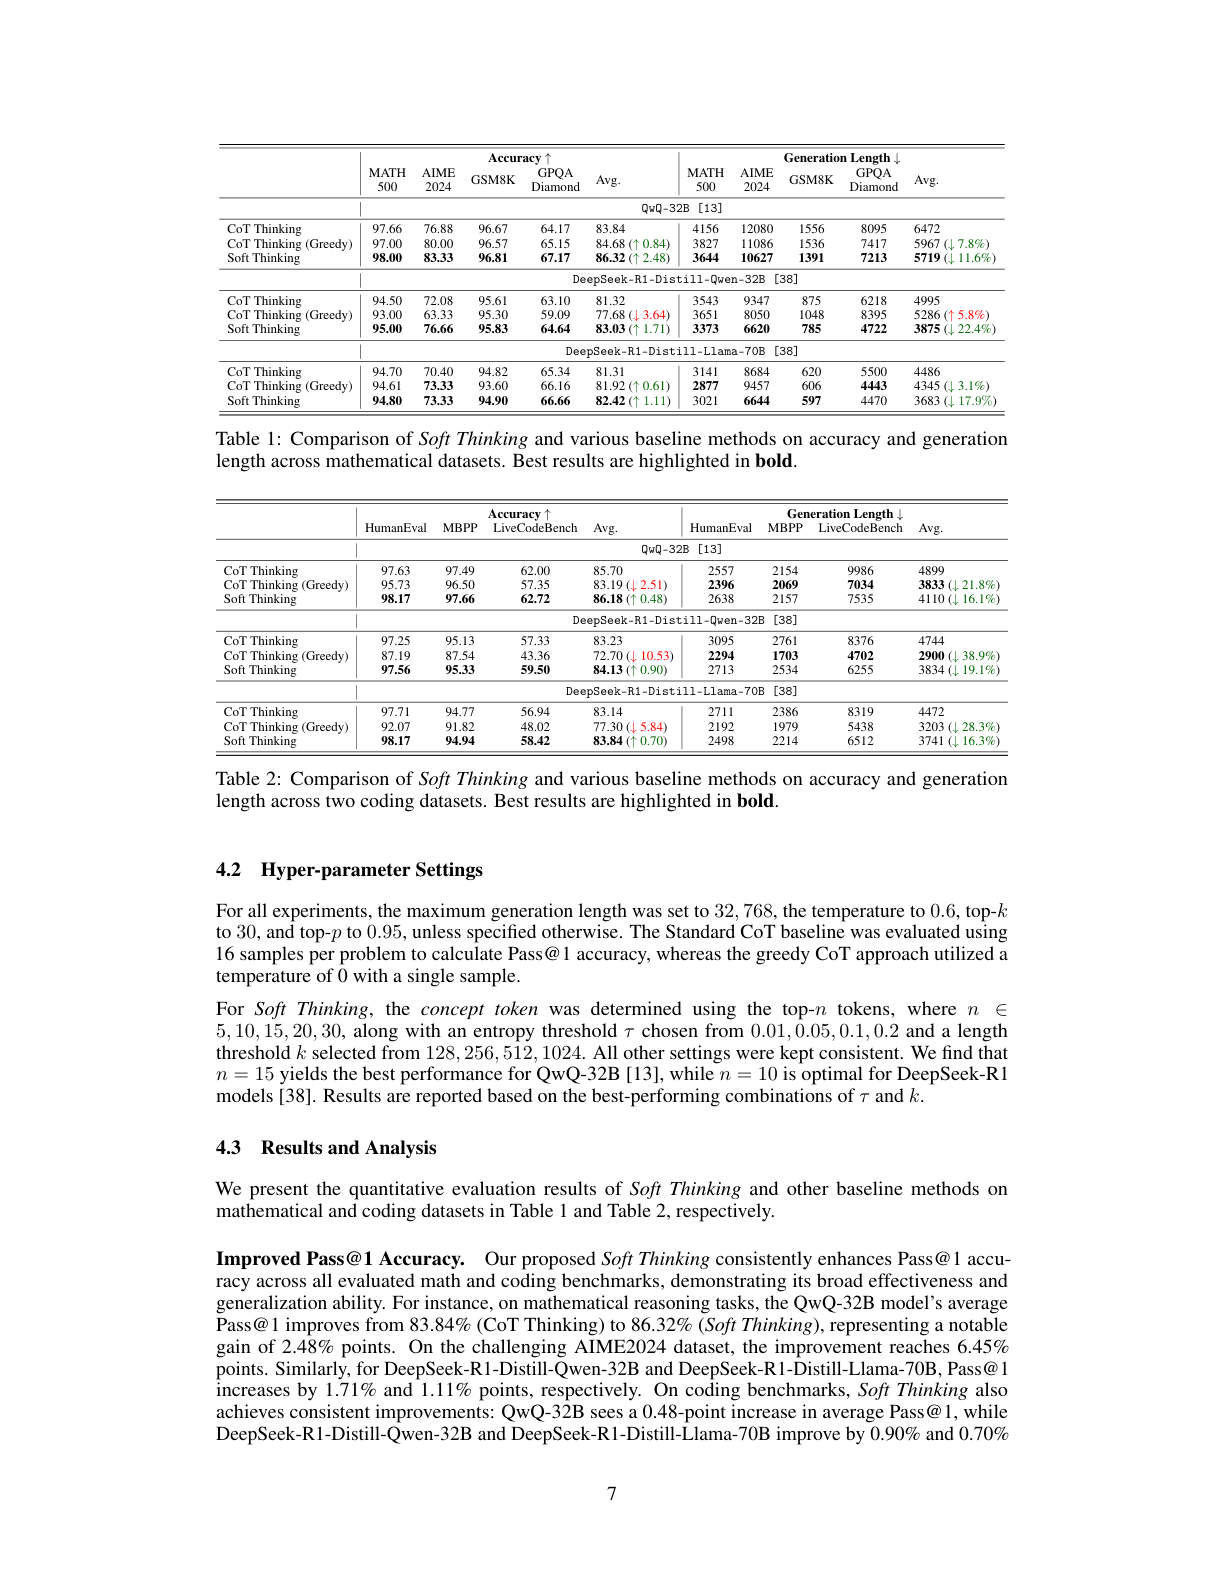 Accuracy ↑ Generation Length ↓
MATH 500 AIME 2024 GSM8K GPQA Diamond Avg. MATH 500 AIME 2024 GSM8K GPQA Diamond Avg.
QwQ-32B [13]
CoT Thinking 97.66 76.88 96.67 64.17 83.84 4156 12080 1556 8095 6472
CoT Thinking (Greedy) 97.00 80.00 96.57 65.15 84.68 (↑ 0.84) 3827 11086 1536 7417 5967 (↓ 7.8%)
Soft Thinking 98.00 83.33 96.81 67.17 86.32 (↑ 2.48) 3644 10627 1391 7213 5719 (↓ 11.6%)
DeepSeek-R1-Distill-Qwen-32B [38]
CoT Thinking 94.50 72.08 95.61 63.10 81.32 3543 9347 875 6218 4995
CoT Thinking (Greedy) 93.00 63.33 95.30 59.09 77.68 (↓ 3.64) 3651 8050 1048 8395 5286 (↑ 5.8%)
Soft Thinking 95.00 76.66 95.83 64.64 83.03 (↑ 1.71) 3373 6620 785 4722 3875 (↓ 22.4%)
DeepSeek-R1-Distill-Llama-70B [38]
CoT Thinking 94.70 70.40 94.82 65.34 81.31 3141 8684 620 5500 4486
CoT Thinking (Greedy) 94.61 73.33 93.60 66.16 81.92 (↑ 0.61) 2877 9457 606 4443 4345 (↓ 3.1%)
Soft Thinking 94.80 73.33 94.90 66.66 82.42 (↑ 1.11) 3021 6644 597 4470 3683 (↓ 17.9%)
Table 1: Comparison of Soft Thinking and various baseline methods on accuracy and generation
length across mathematical datasets. Best results are highlighted in bold.
Accuracy ↑ Generation Length ↓
HumanEval MBPP LiveCodeBench Avg. HumanEval MBPP LiveCodeBench Avg.
QwQ-32B [13]
CoT Thinking 97.63 97.49 62.00 85.70 2557 2154 9986 4899
CoT Thinking (Greedy) 95.73 96.50 57.35 83.19 (↓ 2.51) 2396 2069 7034 3833 (↓ 21.8%)
Soft Thinking 98.17 97.66 62.72 86.18 (↑ 0.48) 2638 2157 7535 4110 (↓ 16.1%)
DeepSeek-R1-Distill-Qwen-32B [38]
CoT Thinking 97.25 95.13 57.33 83.23 3095 2761 8376 4744
CoT Thinking (Greedy) 87.19 87.54 43.36 72.70 (↓ 10.53) 2294 1703 4702 2900 (↓ 38.9%)
Soft Thinking 97.56 95.33 59.50 84.13 (↑ 0.90) 2713 2534 6255 3834 (↓ 19.1%)
DeepSeek-R1-Distill-Llama-70B [38]
CoT Thinking 97.71 94.77 56.94 83.14 2711 2386 8319 4472
CoT Thinking (Greedy) 92.07 91.82 48.02 77.30 (↓ 5.84) 2192 1979 5438 3203 (↓ 28.3%)
Soft Thinking 98.17 94.94 58.42 83.84 (↑ 0.70) 2498 2214 6512 3741 (↓ 16.3%)
Table 2: Comparison of Soft Thinking and various baseline methods on accuracy and generation
length across two coding datasets. Best results are highlighted in bold.
4.2 Hyper-parameter Settings
For all experiments, the maximum generation length was set to 32, 768, the temperature to 0.6, top-k
to 30, and top-p to 0.95, unless specified otherwise. The Standard CoT baseline was evaluated using
16 samples per problem to calculate Pass@1 accuracy, whereas the greedy CoT approach utilized a
temperature of 0 with a single sample.
For Soft Thinking, the concept token was determined using the top-n tokens, where n ∈
5, 10, 15, 20, 30, along with an entropy threshold τ chosen from 0.01, 0.05, 0.1, 0.2 and a length
threshold k selected from 128, 256, 512, 1024. All other settings were kept consistent. We find that
n = 15 yields the best performance for QwQ-32B [13], while n = 10 is optimal for DeepSeek-R1
models [38]. Results are reported based on the best-performing combinations of τ and k.
4.3 Results and Analysis
We present the quantitative evaluation results of Soft Thinking and other baseline methods on
mathematical and coding datasets in Table 1 and Table 2, respectively.
Improved Pass@1 Accuracy. Our proposed Soft Thinking consistently enhances Pass@1 accu-
racy across all evaluated math and coding benchmarks, demonstrating its broad effectiveness and
generalization ability. For instance, on mathematical reasoning tasks, the QwQ-32B model's average
Pass@1 improves from 83.84% (CoT Thinking) to 86.32% (Soft Thinking), representing a notable
gain of 2.48% points. On the challenging AIME2024 dataset, the improvement reaches 6.45%
points. Similarly, for DeepSeek-R1-Distill-Qwen-32B and DeepSeek-R1-Distill-Llama-70B, Pass@1
increases by 1.71% and 1.11% points, respectively. On coding benchmarks, Soft Thinking also
achieves consistent improvements: QwQ-32B sees a 0.48-point increase in average Pass@1, while
DeepSeek-R1-Distill-Qwen-32B and DeepSeek-R1-Distill-Llama-70B improve by 0.90% and 0.70%
7